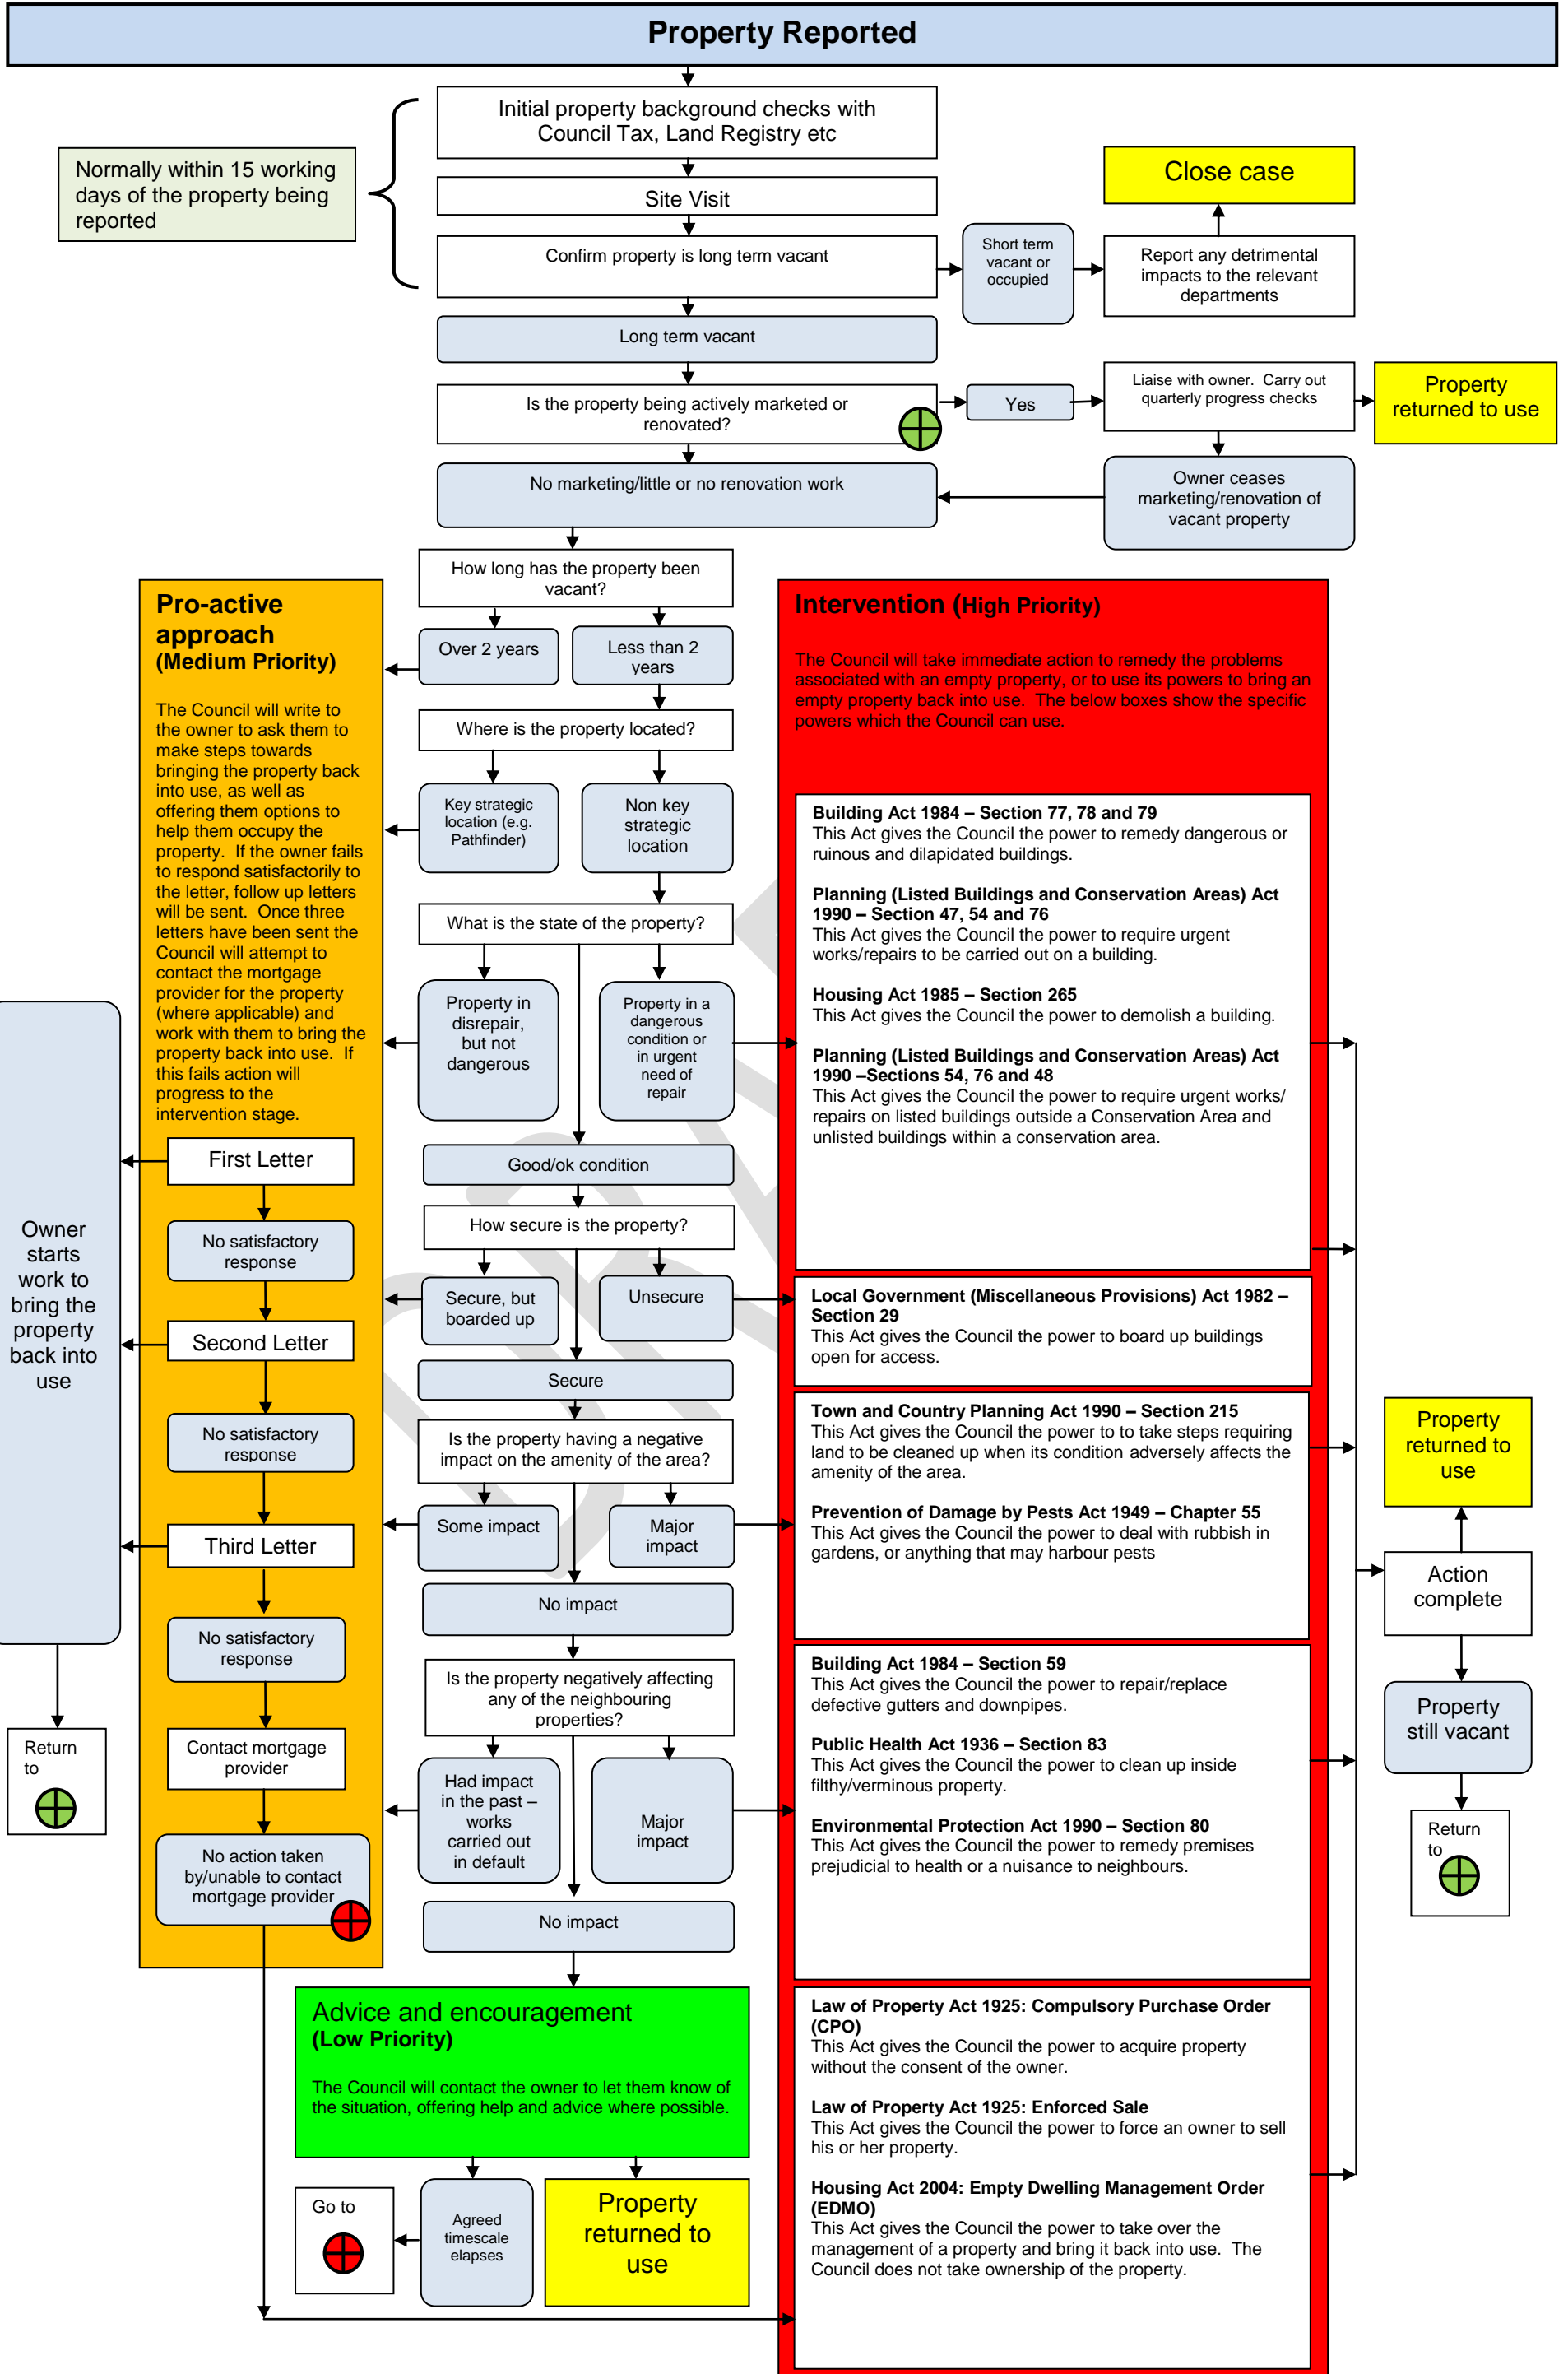 Property Reported
Initial property background checks with
Council Tax, Land Registry etc
Normally within 15 working
days of the property being
reported
Site Visit
Confirm property is long term vacant
Short term
vacant or
occupied
Report any detrimental
impacts to the relevant
departments
Close case
Long term vacant
Is the property being actively marketed or
renovated?
Yes
Liaise with owner.  Carry out
quarterly progress checks
Property
returned to use
No marketing/little or no renovation work
Owner ceases
marketing/renovation of
vacant property
How long has the property been
vacant?
Over 2 years
Less than 2
years
Where is the property located?
Key strategic
location (e.g.
Pathfinder)
Non key
strategic
location
What is the state of the property?
Property in
disrepair,
but not
dangerous
Property in a
dangerous
condition or
in urgent
need of
repair
Good/ok condition
How secure is the property?
Secure, but
boarded up
Unsecure
Secure
Is the property having a negative
impact on the amenity of the area?
Some impact
Major
impact
No impact
Is the property negatively affecting
any of the neighbouring
properties?
Had impact
in the past –
works
carried out
in default
Major
impact
No impact
Pro-active
approach
(Medium Priority)
The Council will write to
the owner to ask them to
make steps towards
bringing the property back
into use, as well as
offering them options to
help them occupy the
property.  If the owner fails
to respond satisfactorily to
the letter, follow up letters
will be sent.  Once three
letters have been sent the
Council will attempt to
contact the mortgage
provider for the property
(where applicable) and
work with them to bring the
property back into use.  If
this fails action will
progress to the
intervention stage.
First Letter
No satisfactory
response
Second Letter
No satisfactory
response
Third Letter
No satisfactory
response
Contact mortgage
provider
No action taken
by/unable to contact
mortgage provider
Owner
starts
work to
bring the
property
back into
use
Return
to
Intervention (High Priority)
The Council will take immediate action to remedy the problems
associated with an empty property, or to use its powers to bring an
empty property back into use.  The below boxes show the specific
powers which the Council can use.
Building Act 1984 – Section 77, 78 and 79
This Act gives the Council the power to remedy dangerous or
ruinous and dilapidated buildings.
Planning (Listed Buildings and Conservation Areas) Act
1990 – Section 47, 54 and 76
This Act gives the Council the power to require urgent
works/repairs to be carried out on a building.
Housing Act 1985 – Section 265
This Act gives the Council the power to demolish a building.
Planning (Listed Buildings and Conservation Areas) Act
1990 –Sections 54, 76 and 48
This Act gives the Council the power to require urgent works/
repairs on listed buildings outside a Conservation Area and
unlisted buildings within a conservation area.
Local Government (Miscellaneous Provisions) Act 1982 –
Section 29
This Act gives the Council the power to board up buildings
open for access.
Town and Country Planning Act 1990 – Section 215
This Act gives the Council the power to to take steps requiring
land to be cleaned up when its condition adversely affects the
amenity of the area.
Prevention of Damage by Pests Act 1949 – Chapter 55
This Act gives the Council the power to deal with rubbish in
gardens, or anything that may harbour pests
Building Act 1984 – Section 59
This Act gives the Council the power to repair/replace
defective gutters and downpipes.
Public Health Act 1936 – Section 83
This Act gives the Council the power to clean up inside
filthy/verminous property.
Environmental Protection Act 1990 – Section 80
This Act gives the Council the power to remedy premises
prejudicial to health or a nuisance to neighbours.
Law of Property Act 1925: Compulsory Purchase Order
(CPO)
This Act gives the Council the power to acquire property
without the consent of the owner.
Law of Property Act 1925: Enforced Sale
This Act gives the Council the power to force an owner to sell
his or her property.
Housing Act 2004: Empty Dwelling Management Order
(EDMO)
This Act gives the Council the power to take over the
management of a property and bring it back into use.  The
Council does not take ownership of the property.
Property
returned to
use
Action
complete
Property
still vacant
Return
to
Advice and encouragement
(Low Priority)
The Council will contact the owner to let them know of
the situation, offering help and advice where possible.
Go to
Agreed
timescale
elapses
Property
returned to
use